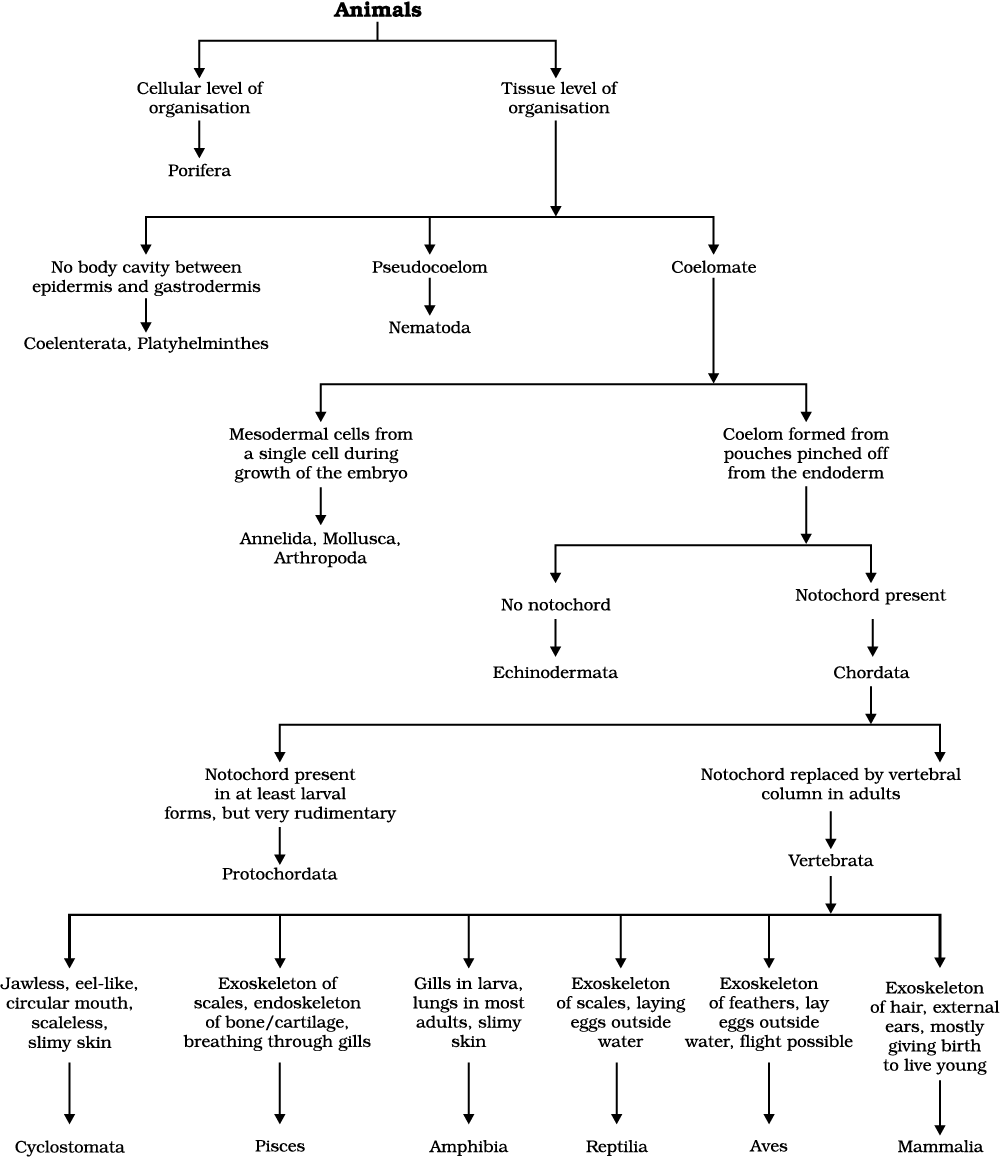 Animals
Cellular level of
organisation
Tissue level of
organisation
Porifera
No body cavity between
epidermis and gastrodermis
Pseudocoelom
Coelomate
Nematoda
Coelenterata, Platyhelminthes
Mesodermal cells from
a single cell during
growth of the embryo
Coelom formed from
pouches pinched off
from the endoderm
Annelida, Mollusca,
Arthropoda
No notochord
Notochord present
Echinodermata
Chordata
Notochord present
in at least larval
forms, but very rudimentary
Notochord replaced by vertebral
column in adults
Protochordata
Vertebrata
Jawless, eel-like,
circular mouth,
scaleless,
slimy skin
Exoskeleton of
scales, endoskeleton
of bone/cartilage,
breathing through gills
Gills in larva,
lungs in most
adults, slimy
skin
Exoskeleton
of scales, laying
eggs outside
water
Exoskeleton
of feathers, lay
eggs outside
water, flight possible
Exoskeleton
of hair, external
ears, mostly
giving birth
to live young
Cyclostomata
Pisces
Amphibia
Reptilia
Aves
Mammalia